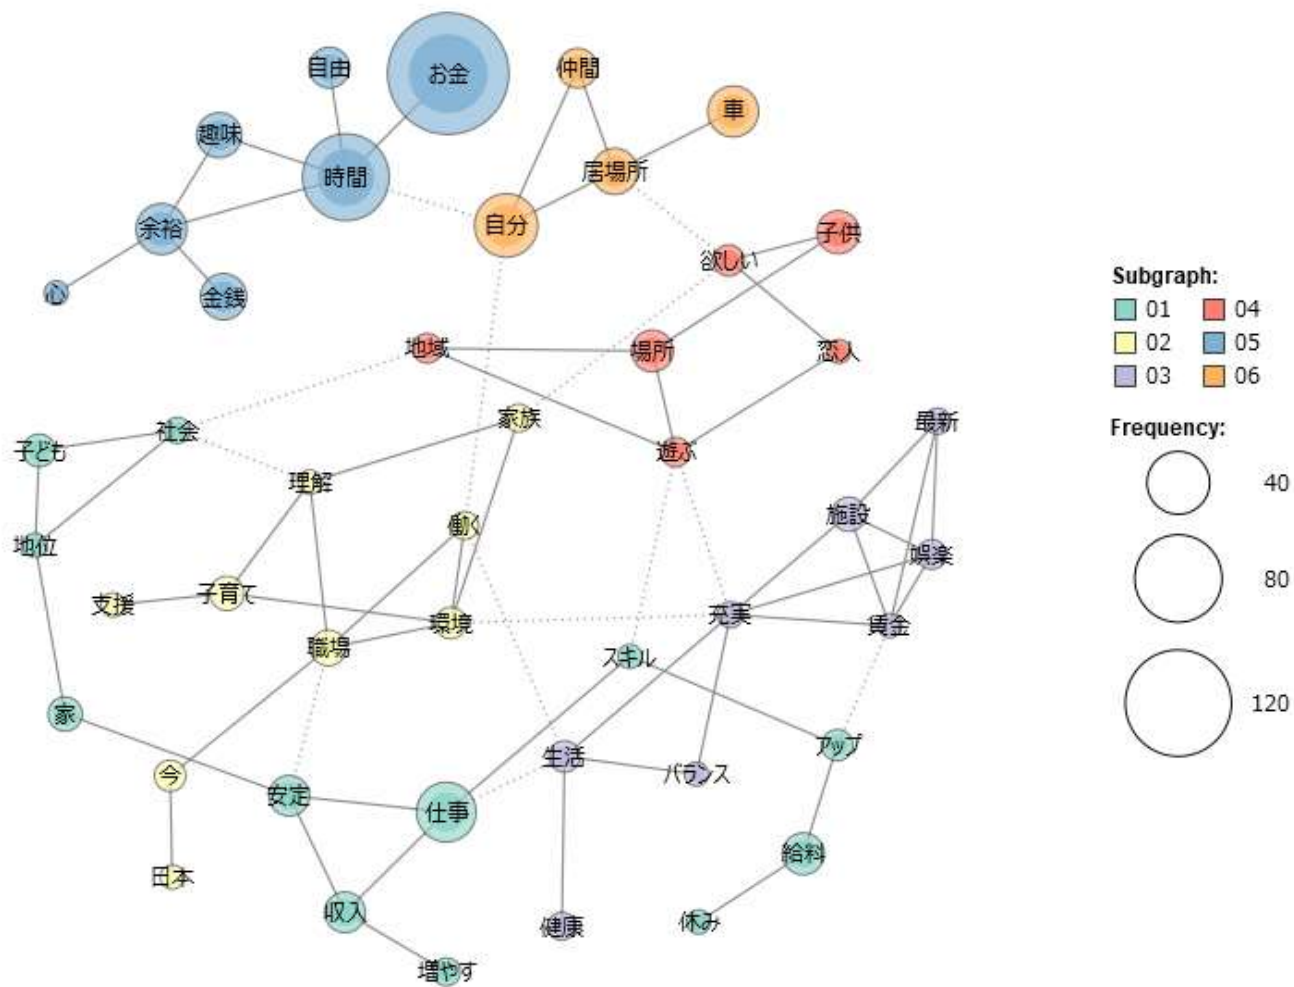 お金
自由
仲間
車
趣味
時間
居場所
自分
余裕
子供
欲しい
心
金銭
地域
場所
恋人
家族
最新
社会
子ども
遊ぶ
理解
施設
働く
地位
娯楽
支援
子育て
環境
充実
賃金
職場
スキル
家
アップ
生活
バランス
今
安定
仕事
給料
日本
収入
休み
健康
増やす
Subgraph:
01 04
02 05
03 06
Frequency:
40
80
120